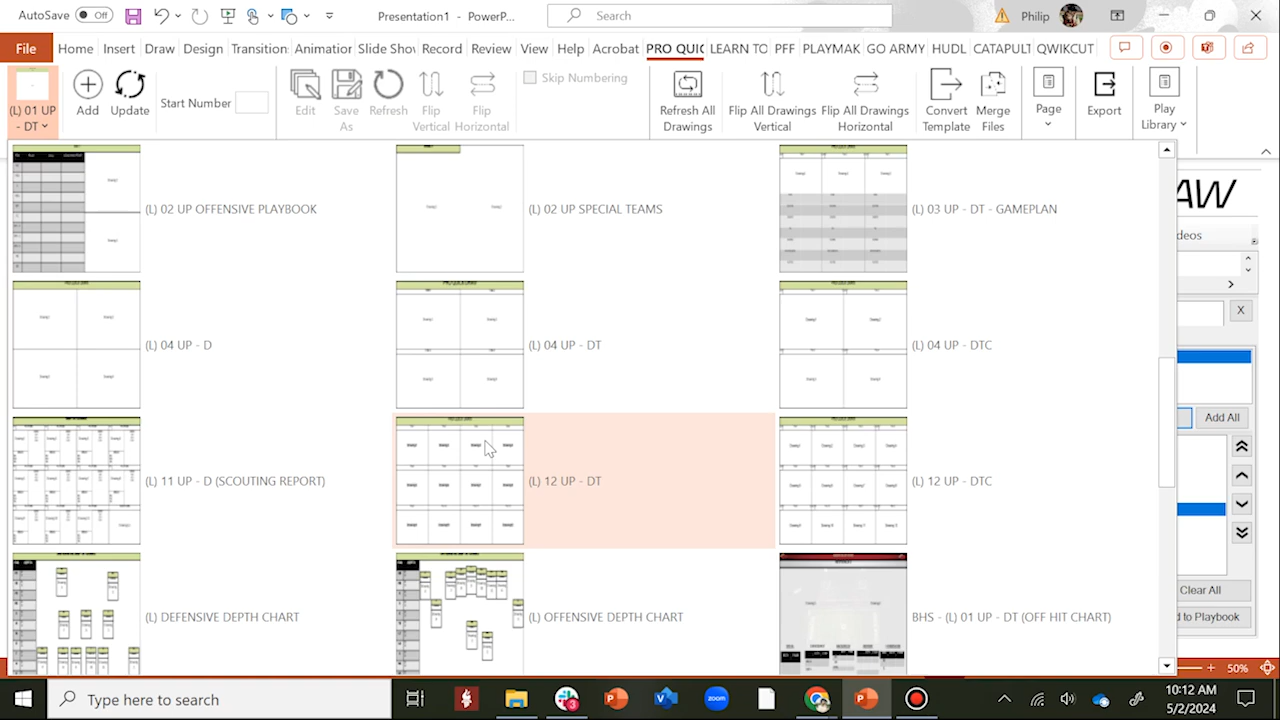 AutoSave Off Presentation1 - PowerP... Search Philip
File Home Insert Draw Design Transition: Animation Slide Shov Record Review View Help Acrobat PRO QUIC LEARN TO PFF PLAYMAK GO ARMY HUDL CATAPULT QWIKCUT
(L) 01 UP - DT Add Update Start Number Edit Save As Refresh Flip Vertical Flip Horizontal Skip Numbering Refresh All Drawings Flip All Drawings Vertical Flip All Drawings Horizontal Convert Template Merge Files Page Export Play Library
(L) 02 UP OFFENSIVE PLAYBOOK (L) 02 UP SPECIAL TEAMS (L) 03 UP - DT - GAMEPLAN
AW
deos
X
(L) 04 UP - D (L) 04 UP - DT (L) 04 UP - DTC
Add All
(L) 11 UP - D (SCOUTING REPORT) (L) 12 UP - DT (L) 12 UP - DTC
Clear All
(L) DEFENSIVE DEPTH CHART (L) OFFENSIVE DEPTH CHART BHS - (L) 01 UP - DT (OFF HIT CHART)
d to Playbook
50%
Type here to search zoom 3 10:12 AM
5/2/2024